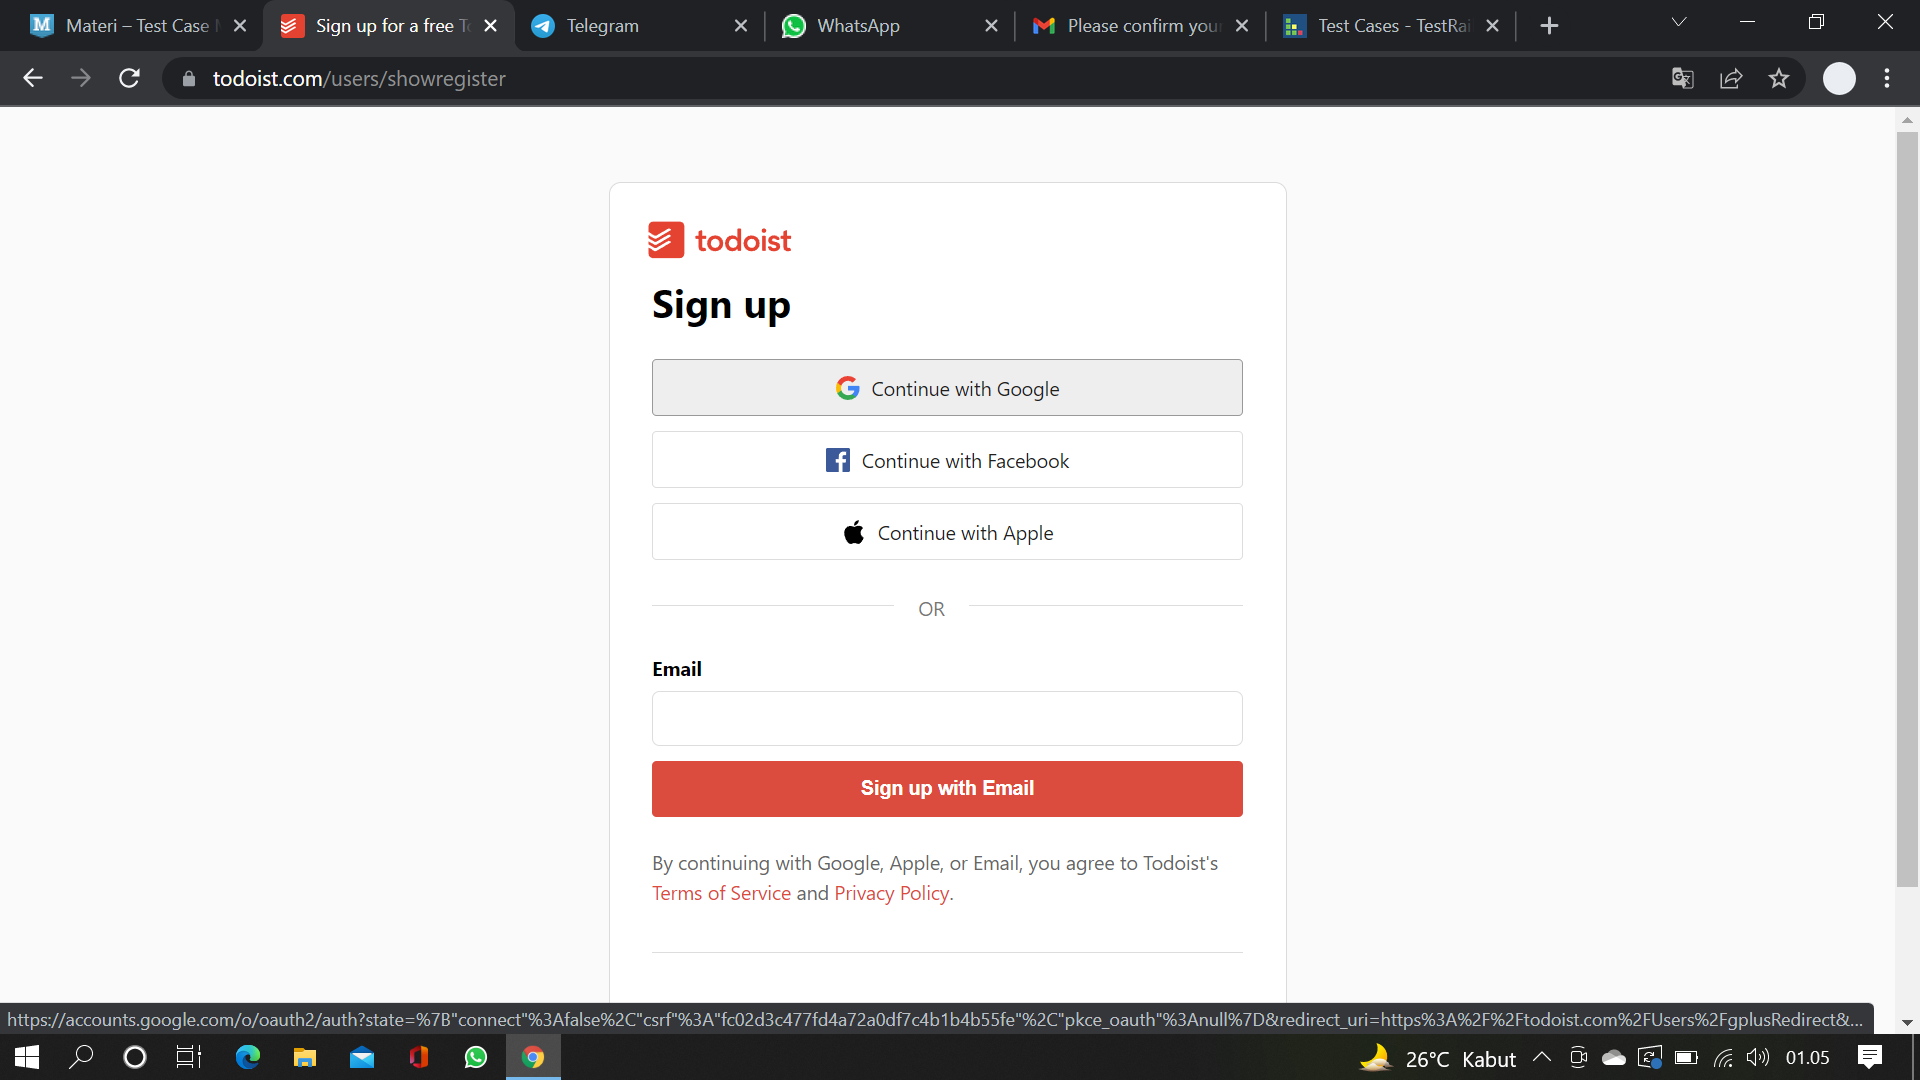 Materi – Test Case
Sign up for a free To
Telegram
WhatsApp
Please confirm your
Test Cases - TestRai
todoist.com/users/showregister
todoist
Sign up
Continue with Google
Continue with Facebook
Continue with Apple
OR
Email
Sign up with Email
By continuing with Google, Apple, or Email, you agree to Todoist's
Terms of Service and Privacy Policy.
https://accounts.google.com/o/oauth2/auth?state=%7B"connect"%3Afalse%2C"csrf"%3A"fc02d3c477fd4a72a0df7c4b1b4b55fe"%2C"pkce_oauth"%3Anull%7D&redirect_uri=https%3A%2F%2Ftodoist.com%2FUsers%2FgplusRedirect&...
26°C Kabut
01.05